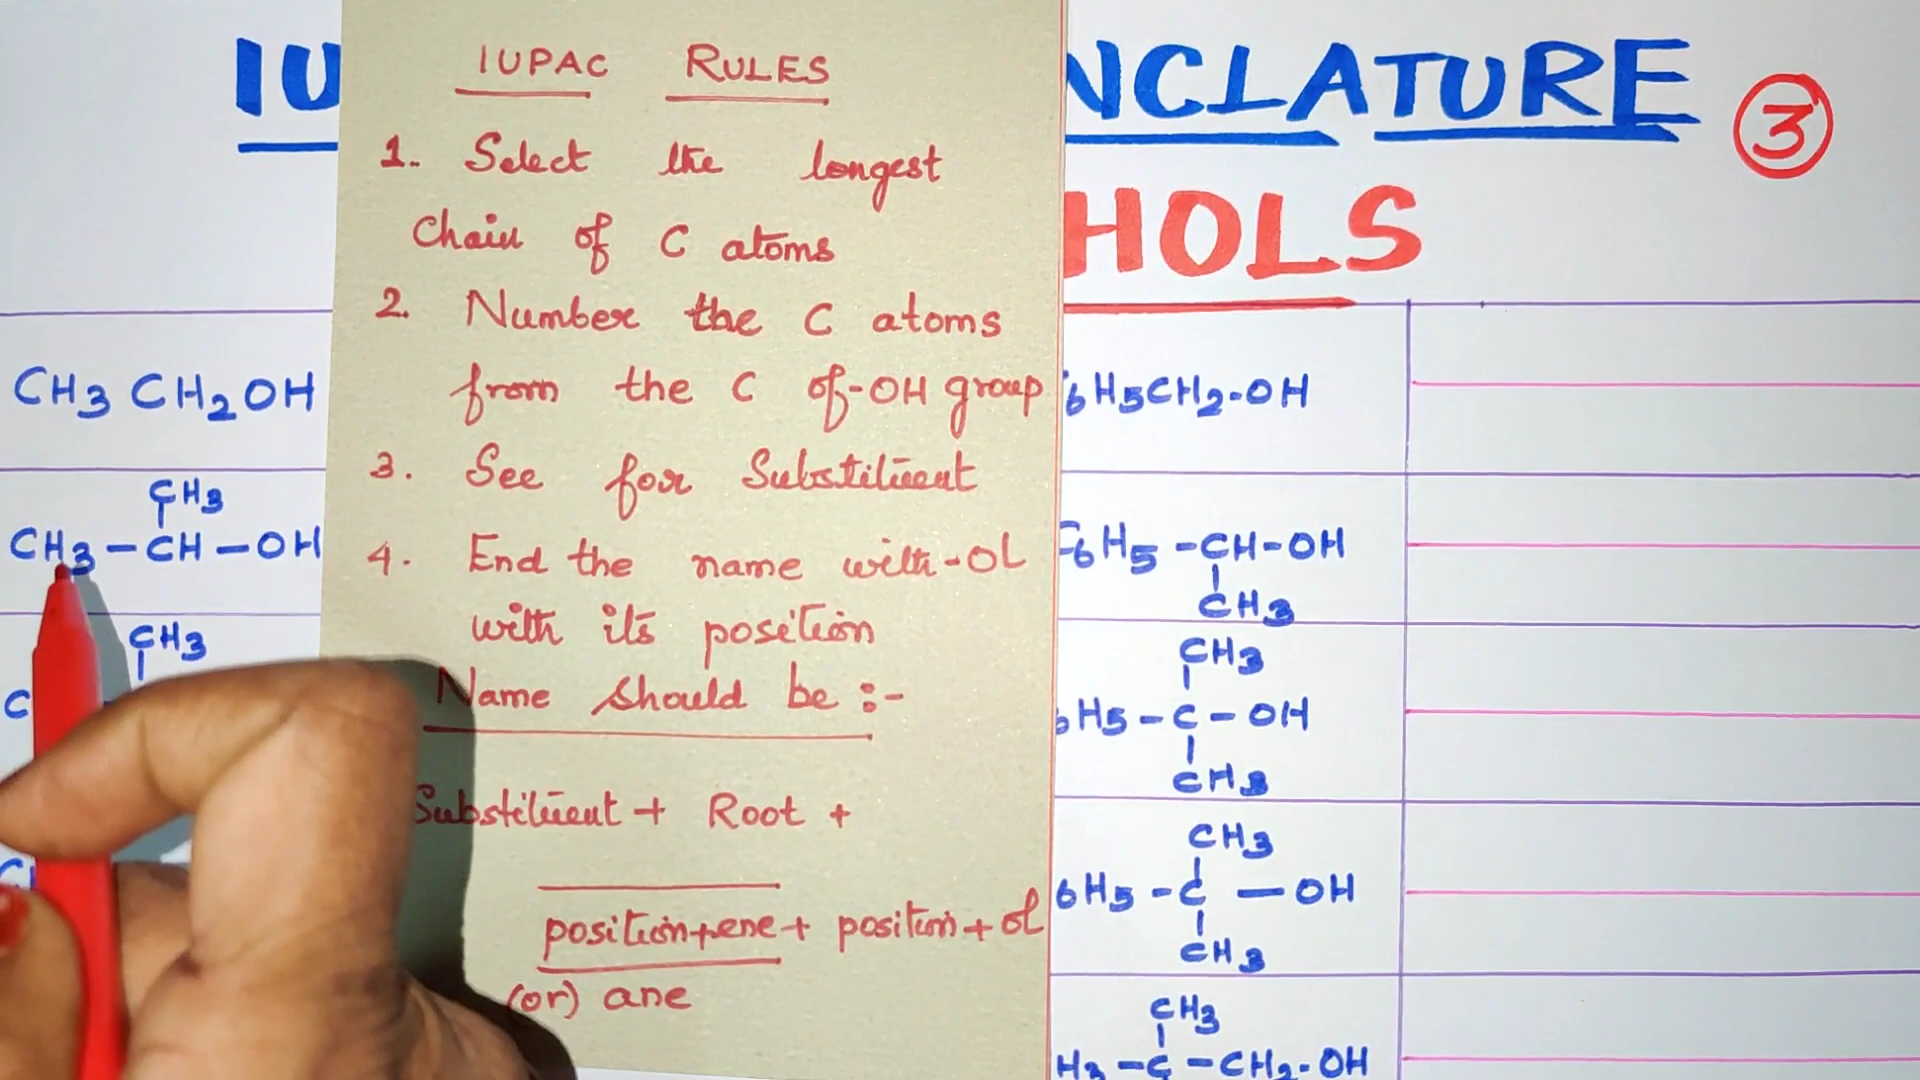 IU
NCLATURE
3
HOLS
IUPAC RULES
1. Select the longest
Chain of C atoms
2. Number the C atoms
from the C of-OH group
3. See for Substituent
4. End the name with-OL
with its position
Name should be :-
Substituent + Root +
position+ene+ position+ ol
(or) ane
CH3 CH2OH
CH3
CH3 - CH - OH
CH3
C
6H5CH2-OH
C6H5 -CH-OH
CH3
CH3
6H5 - C - OH
CH3
CH3
6H5 - C - OH
CH3
CH3
H3 - C - CH2-OH